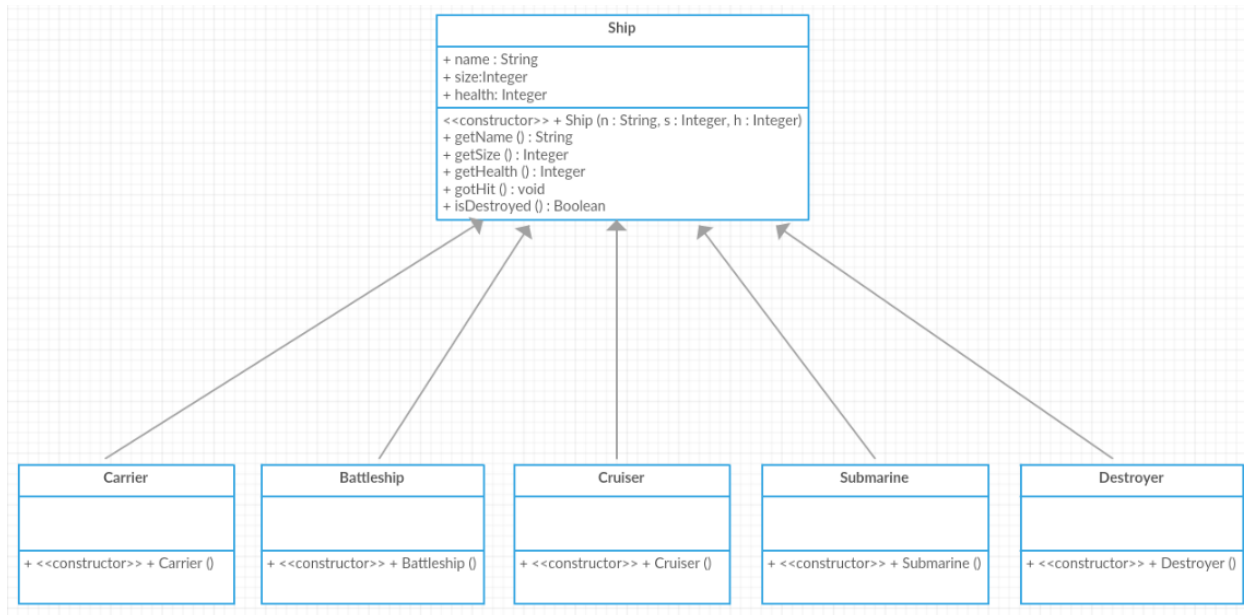 Ship
+ name : String
+ size:Integer
+ health: Integer
<<constructor>> + Ship (n : String, s : Integer, h : Integer)
+ getName () : String
+ getSize () : Integer
+ getHealth () : Integer
+ gotHit () : void
+ isDestroyed () : Boolean
Carrier
+ <<constructor>> + Carrier ()
Battleship
+ <<constructor>> + Battleship ()
Cruiser
+ <<constructor>> + Cruiser ()
Submarine
+ <<constructor>> + Submarine ()
Destroyer
+ <<constructor>> + Destroyer ()